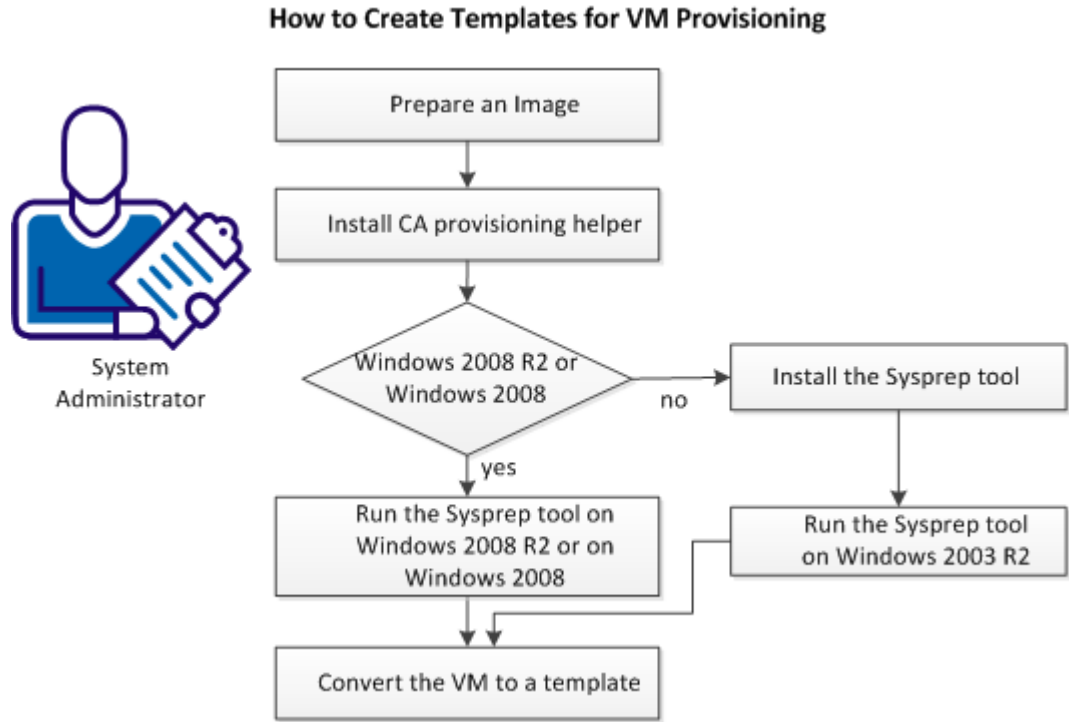 How to Create Templates for VM Provisioning
Prepare an Image
Install CA provisioning helper
System
Administrator
Windows 2008 R2 or
Windows 2008
no
Install the Sysprep tool
yes
Run the Sysprep tool on
Windows 2008 R2 or on
Windows 2008
Run the Sysprep tool
on Windows 2003 R2
Convert the VM to a template